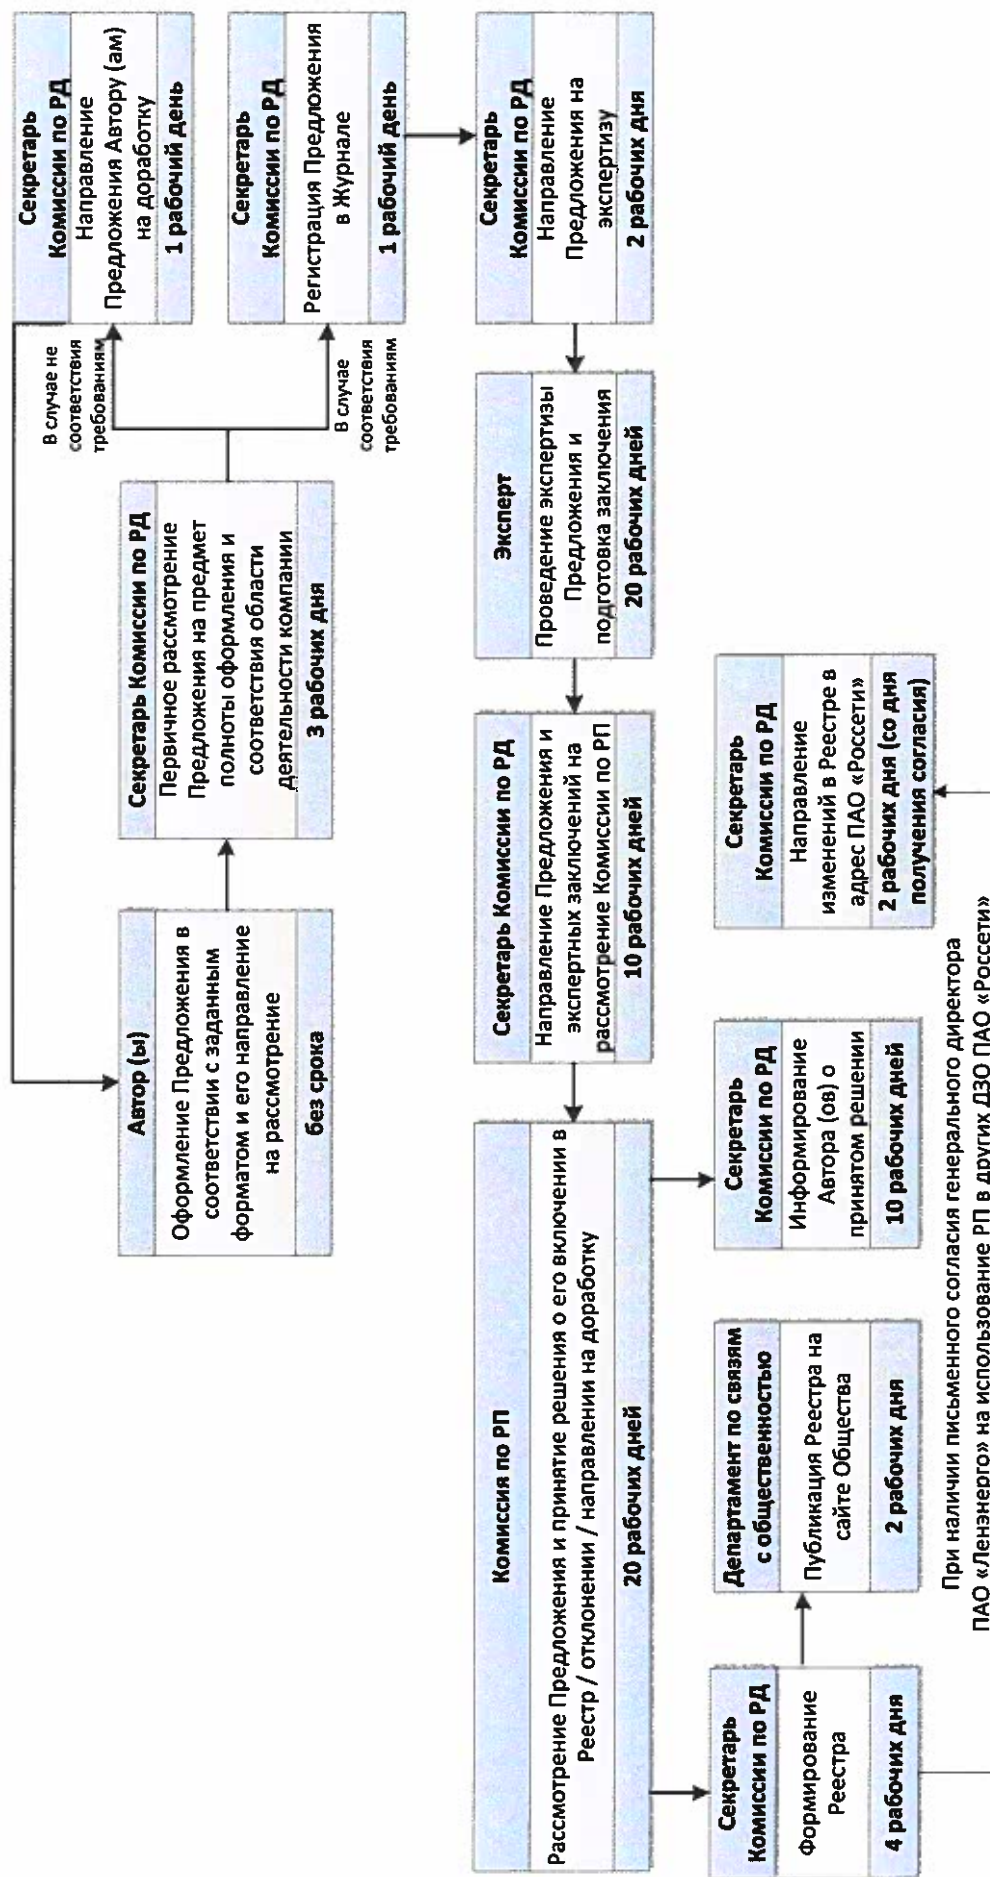 Автор (ы)
Оформление Предложения в
соответствии с заданным
форматом и его направление
на рассмотрение
без срока
Секретарь Комиссии по РД
Первичное рассмотрение
Предложения на предмет
полноты оформления и
соответствия области
деятельности компании
3 рабочих дня
В случае не
соответствия
требованиям
Секретарь
Комиссии по РД
Направление
Предложения Автору (ам)
на доработку
1 рабочий день
В случае
соответствия
требованиям
Секретарь
Комиссии по РД
Регистрация Предложения
в Журнале
1 рабочий день
Секретарь
Комиссии по РД
Направление
Предложения на
экспертизу
2 рабочих дня
Эксперт
Проведение экспертизы
Предложения и
подготовка заключения
20 рабочих дней
Секретарь Комиссии по РД
Направление Предложения и
экспертных заключений на
рассмотрение Комиссии по РП
10 рабочих дней
Комиссия по РП
Рассмотрение Предложения и принятие решения о его включении в
Реестр / отклонении / направлении на доработку
20 рабочих дней
Секретарь
Комиссии по РД
Формирование
Реестра
4 рабочих дня
Департамент по связям
с общественностью
Публикация Реестра на
сайте Общества
2 рабочих дня
Секретарь
Комиссии по РД
Информирование
Автора (ов) о
принятом решении
10 рабочих дней
Секретарь
Комиссии по РД
Направление
изменений в Реестре в
адрес ПАО «Россети»
2 рабочих дня (со дня
получения согласия)
При наличии письменного согласия генерального директора
ПАО «Ленэнерго» на использование РП в других ДЗО ПАО «Россети»